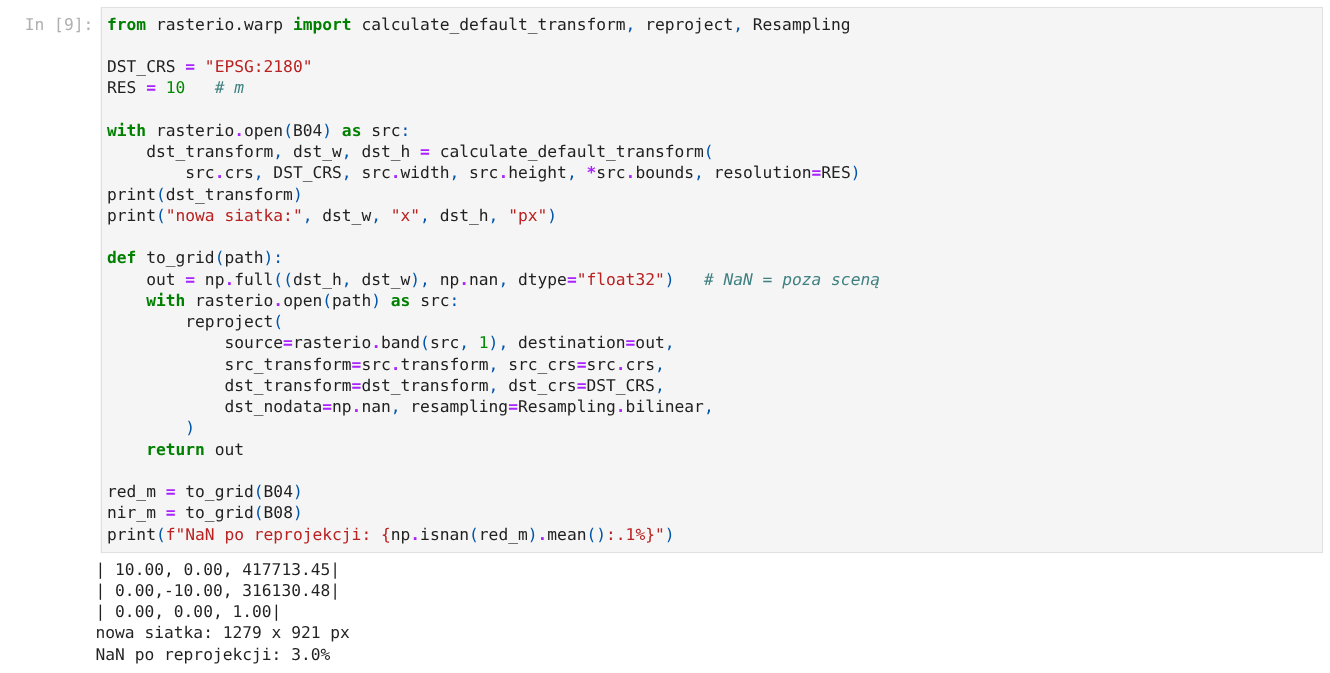 In [9]: from rasterio.warp import calculate_default_transform, reproject, Resampling

DST_CRS = "EPSG:2180"
RES = 10   # m

with rasterio.open(B04) as src:
    dst_transform, dst_w, dst_h = calculate_default_transform(
        src.crs, DST_CRS, src.width, src.height, *src.bounds, resolution=RES)
print(dst_transform)
print("nowa siatka:", dst_w, "x", dst_h, "px")

def to_grid(path):
    out = np.full((dst_h, dst_w), np.nan, dtype="float32")   # NaN = poza sceną
    with rasterio.open(path) as src:
        reproject(
            source=rasterio.band(src, 1), destination=out,
            src_transform=src.transform, src_crs=src.crs,
            dst_transform=dst_transform, dst_crs=DST_CRS,
            dst_nodata=np.nan, resampling=Resampling.bilinear,
        )
    return out

red_m = to_grid(B04)
nir_m = to_grid(B08)
print(f"NaN po reprojekcji: {np.isnan(red_m).mean():.1%}")
| 10.00, 0.00, 417713.45|
| 0.00,-10.00, 316130.48|
| 0.00, 0.00, 1.00|
nowa siatka: 1279 x 921 px
NaN po reprojekcji: 3.0%